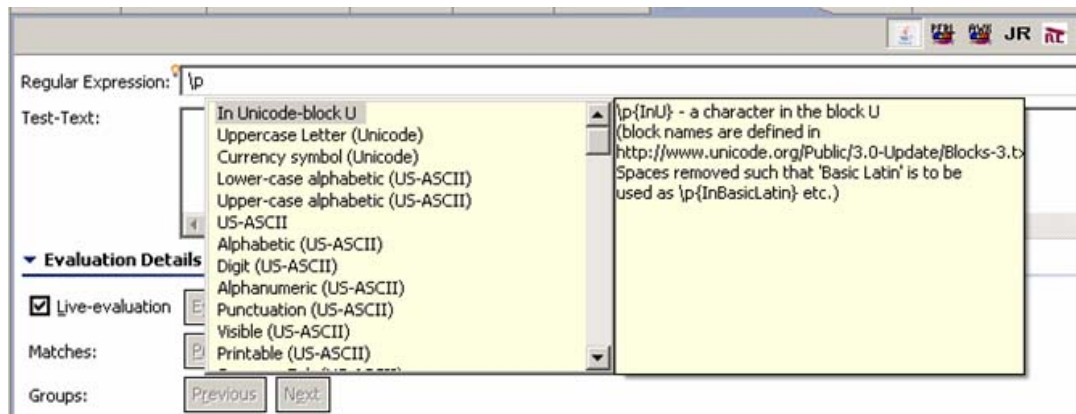 JR
Regular Expression: \p
Test-Text:
In Unicode-block U
Uppercase Letter (Unicode)
Currency symbol (Unicode)
Lower-case alphabetic (US-ASCII)
Upper-case alphabetic (US-ASCII)
US-ASCII
Alphabetic (US-ASCII)
Digit (US-ASCII)
Alphanumeric (US-ASCII)
Punctuation (US-ASCII)
Visible (US-ASCII)
Printable (US-ASCII)
\p{InU} - a character in the block U
(block names are defined in
http://www.unicode.org/Public/3.0-Update/Blocks-3.tx
Spaces removed such that 'Basic Latin' is to be
used as \p{InBasicLatin} etc.)
Evaluation Details
Live-evaluation
Matches:
Groups: Previous Next